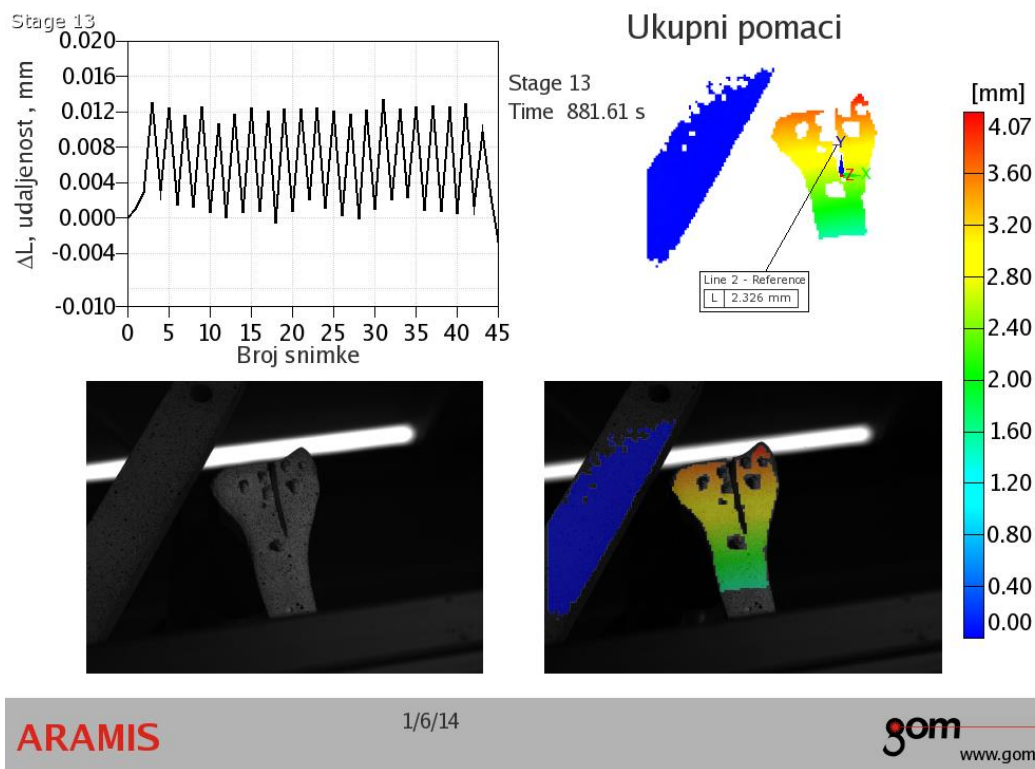 Stage 13
Ukupni pomaci
0.020
0.016
0.012
0.008
0.004
0.000
-0.004
-0.010
ΔL, udaljenost , mm
0 5 10 15 20 25 30 35 40 45
Broj snimke
Stage 13
Time 881.61 s
Y
Z X
Line 2 - Reference
L 2.326 mm
[mm]
4.07
3.60
3.20
2.80
2.40
2.00
1.60
1.20
0.80
0.40
0.00
ARAMIS
1/6/14
gom
www.gom